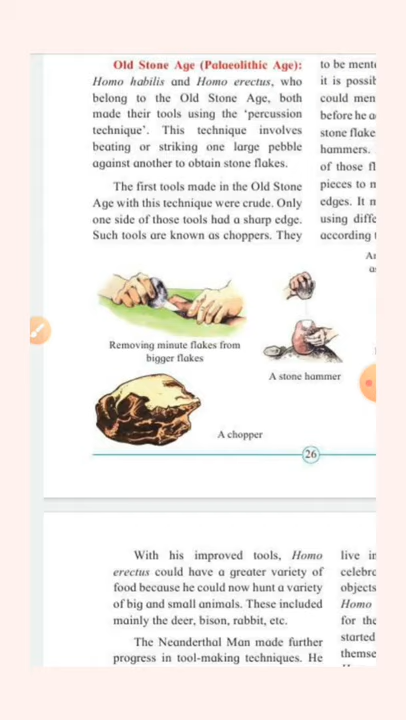 Old Stone Age (Palaeolithic Age):
Homo habilis and Homo erectus, who
belong to the Old Stone Age, both
made their tools using the 'percussion
technique'. This technique involves
beating or striking one large pebble
against another to obtain stone flakes.
The first tools made in the Old Stone
Age with this technique were crude. Only
one side of those tools had a sharp edge.
Such tools are known as choppers. They
to be
it is
could
before he
stone flake
hammers.
of those
pieces to
edges. It
using
according
Removing minute flakes from
bigger flakes
A stone hammer
A chopper
26
With his improved tools, Homo
erectus could have a greater variety of
food because he could now hunt a variety
of big and small animals. These included
mainly the deer, bison, rabbit, etc.
The Neanderthal Man made further
progress in tool-making techniques. He
live
objects
Homo
for the
started